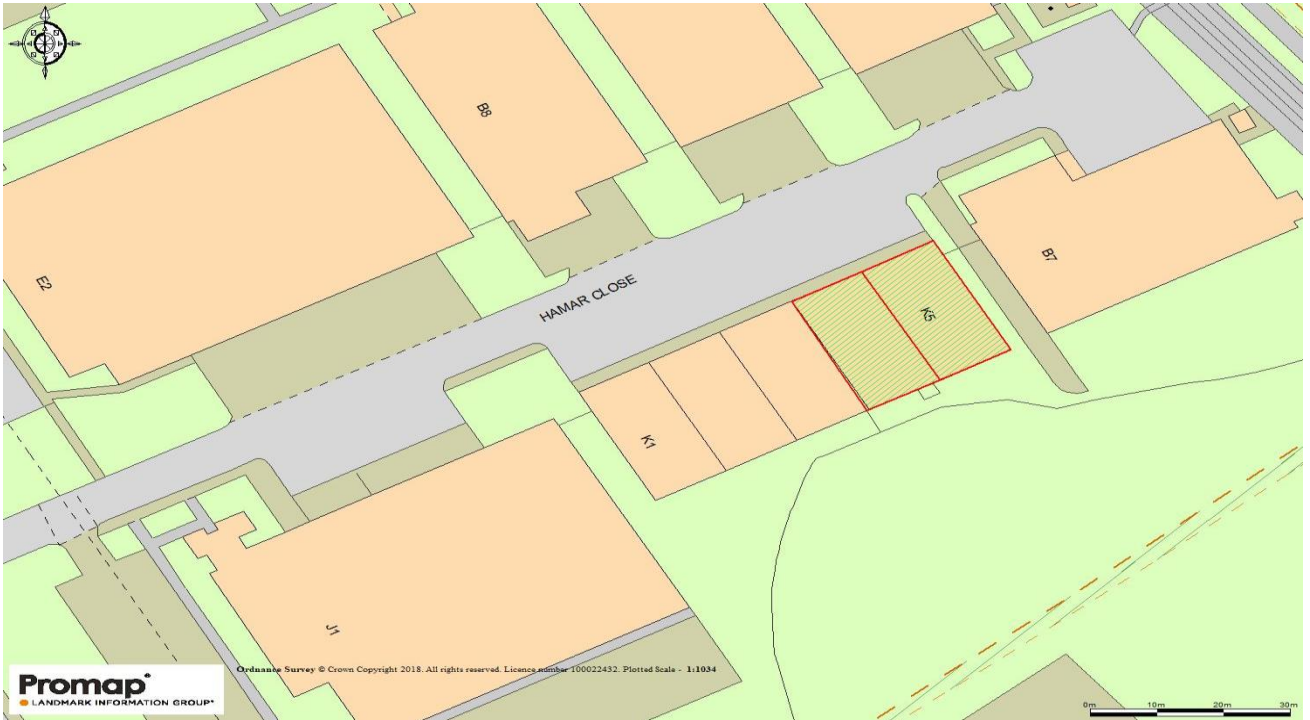 B8
E2
HAMAR CLOSE
B7
K5
K1
J1
Ordnance Survey © Crown Copyright 2018. All rights reserved. Licence number 100022432. Plotted Scale - 1:1034
Promap
LANDMARK INFORMATION GROUP
0m 10m 20m 30m